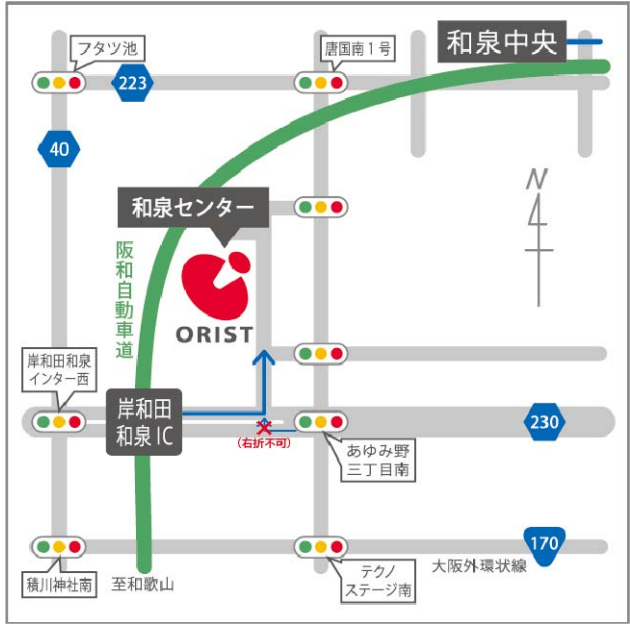 フタツ池
唐国南1号
和泉中央
223
40
N
和泉センター
阪和自動車道
ORIST
岸和田和泉
インター西
岸和田
和泉IC
(右折不可)
あゆみ野
三丁目南
230
積川神社南
至和歌山
テクノ
ステージ南
大阪外環状線
170